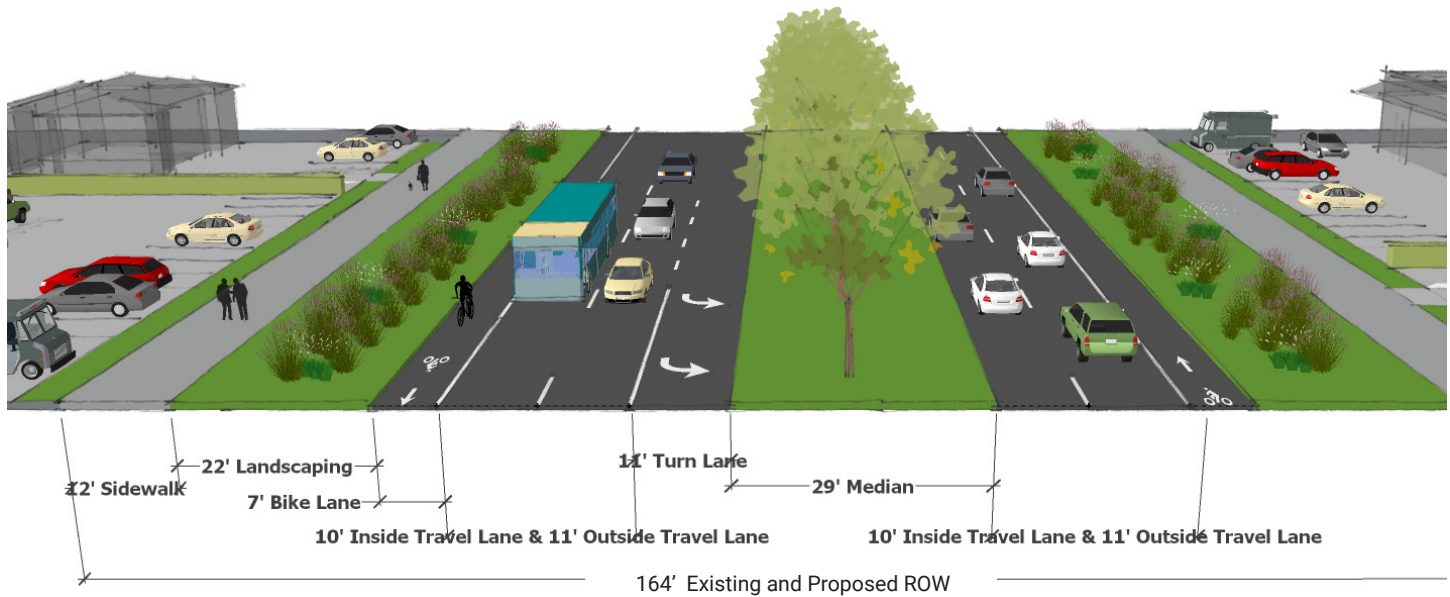 11' Turn Lane
22' Landscaping
12' Sidewalk
29' Median
7' Bike Lane
10' Inside Travel Lane & 11' Outside Travel Lane
10' Inside Travel Lane & 11' Outside Travel Lane
164' Existing and Proposed ROW